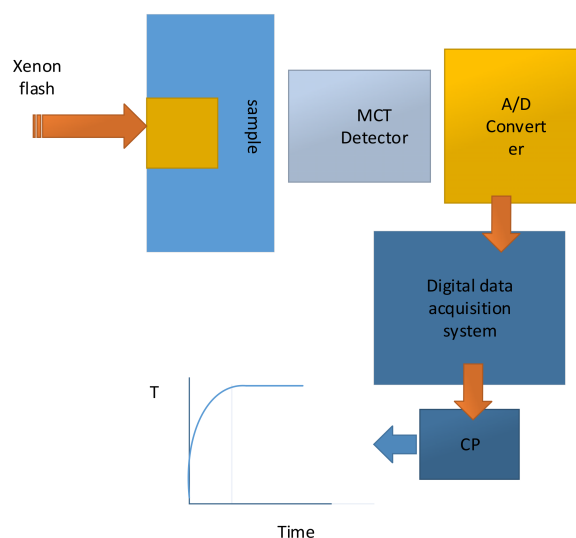 Xenon
flash
sample
MCT
Detector
A/D
Convert
er
Digital data
acquisition
system
T
CP
Time